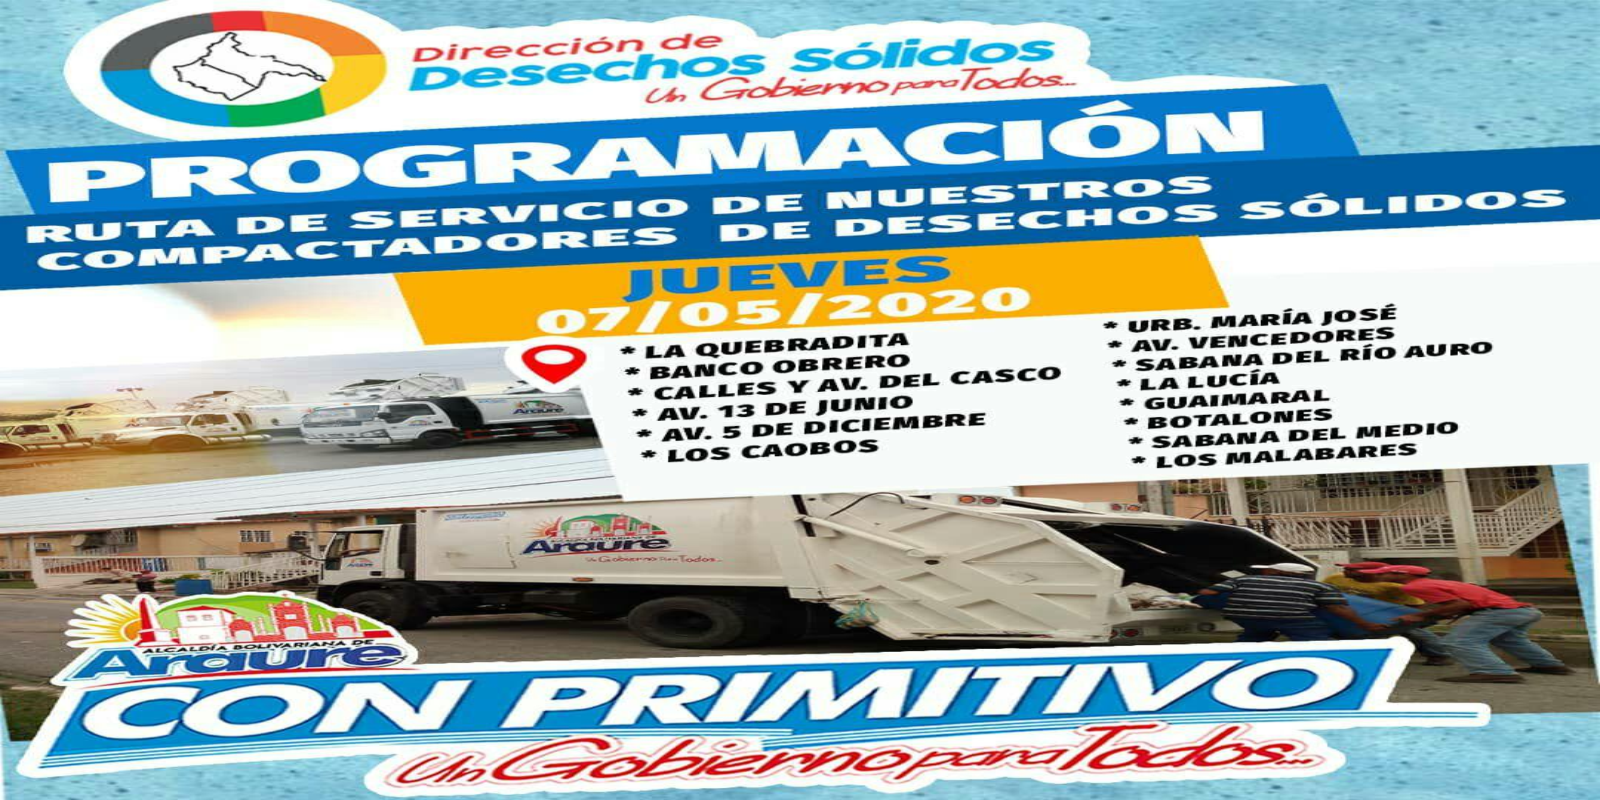 Dirección de
Desechos Sólidos
Un Gobierno para Todos...
PROGRAMACIÓN
RUTA DE SERVICIO DE NUESTROS
COMPACTADORES DE DESECHOS SÓLIDOS
JUEVES
07/05/2020
* LA QUEBRADITA
* BANCO OBRERO
* CALLES Y AV. DEL CASCO
* AV. 13 DE JUNIO
* AV. 5 DE DICIEMBRE
* LOS CAOBOS
* URB. MARÍA JOSÉ
* AV. VENCEDORES
* SABANA DEL RÍO AURO
* LA LUCÍA
* GUAIMARAL
* BOTALONES
* SABANA DEL MEDIO
* LOS MALABARES
Araure
Araure
Un Gobierno Para Todos...
ALCALDÍA BOLIVARIANA DE
Araure
CON PRIMITIVO
Un Gobierno para Todos...